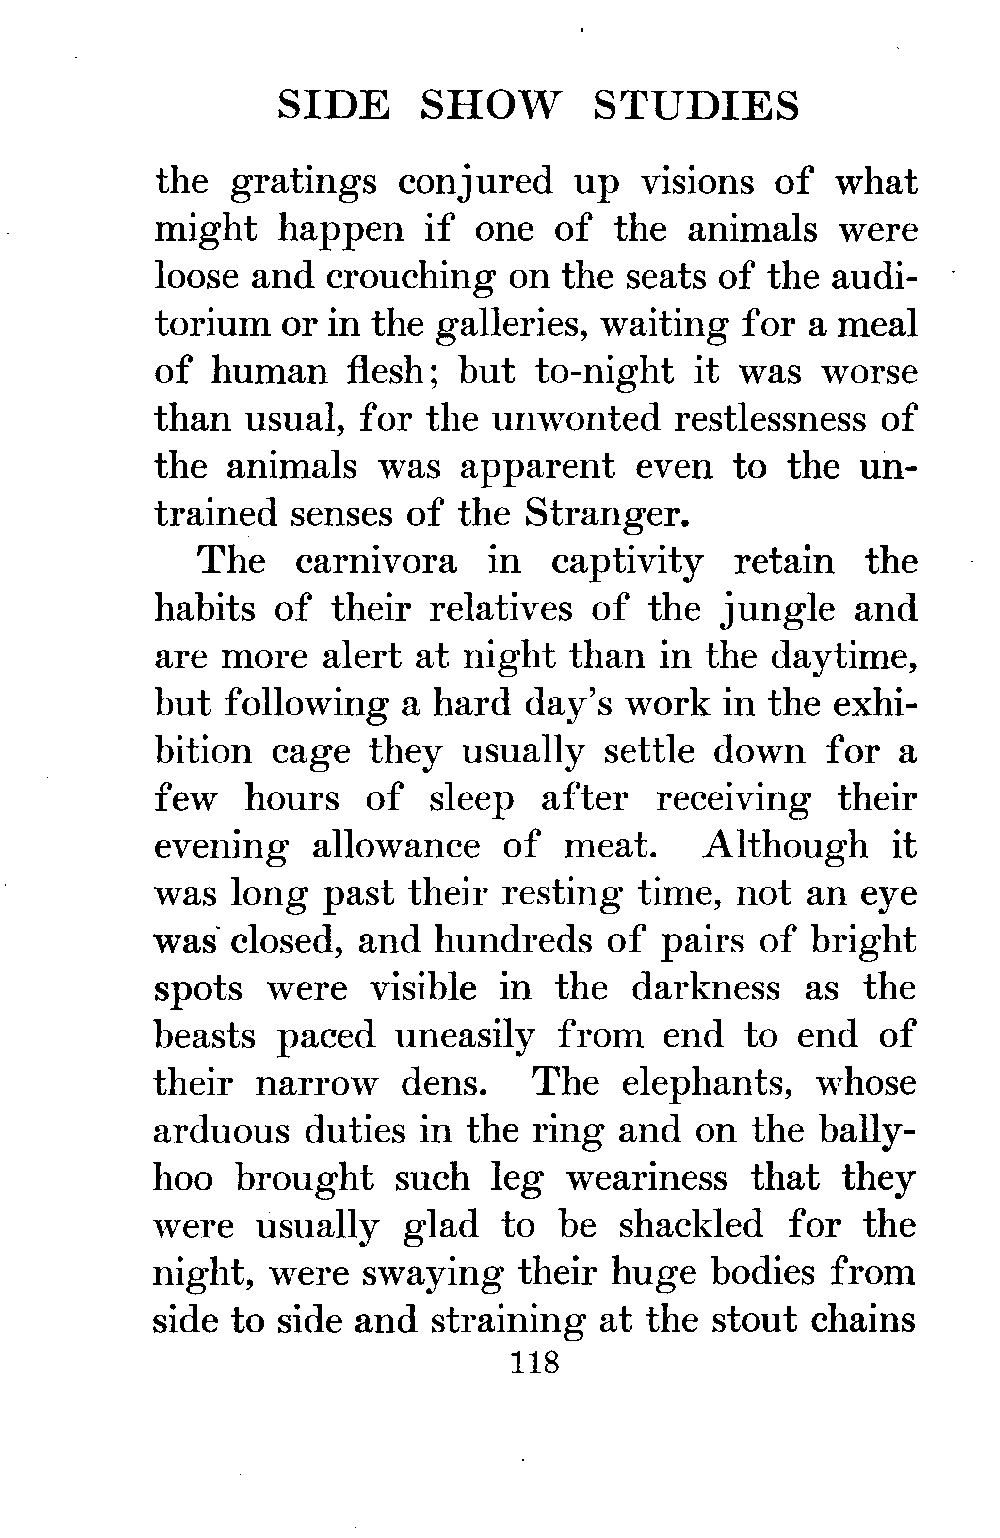 SIDE SHOW STUDIES
the gratings conjured up visions of what
might happen if one of the animals were
loose and crouching on the seats of the audi-
torium or in the galleries, waiting for a meal
of human flesh; but to-night it was worse
than usual, for the unwonted restlessness of
the animals was apparent even to the un-
trained senses of the Stranger.
The carnivora in captivity retain the
habits of their relatives of the jungle and
are more alert at night than in the daytime,
but following a hard day's work in the exhi-
bition cage they usually settle down for a
few hours of sleep after receiving their
evening allowance of meat. Although it
was long past their resting time, not an eye
was closed, and hundreds of pairs of bright
spots were visible in the darkness as the
beasts paced uneasily from end to end of
their narrow dens. The elephants, whose
arduous duties in the ring and on the bally-
hoo brought such leg weariness that they
were usually glad to be shackled for the
night, were swaying their huge bodies from
side to side and straining at the stout chains
118